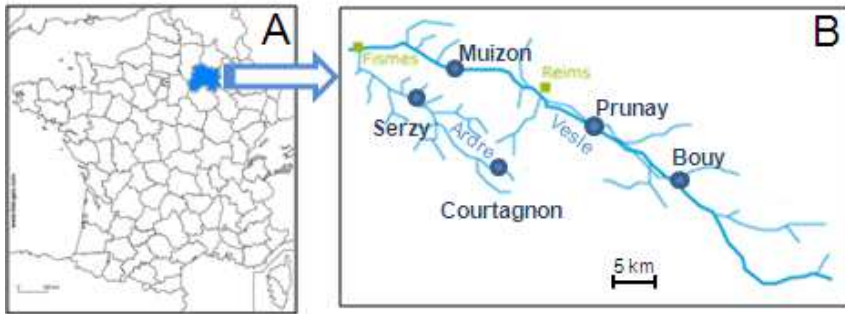 A
B
Fismes
Muizon
Reims
Prunay
Serzy
Ardre
Vesle
Bouy
Courtagnon
5 km